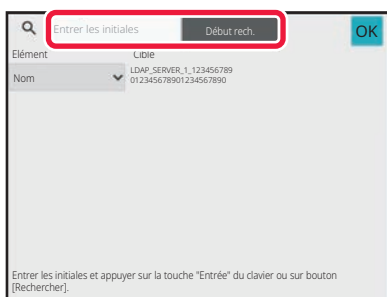 Entrer les initiales Début rech. OK
Elément Cible
Nom LDAP_SERVER_1_123456789
012345678901234567890
Entrer les initiales et appuyer sur la touche "Entrée" du clavier ou sur bouton
[Rechercher].